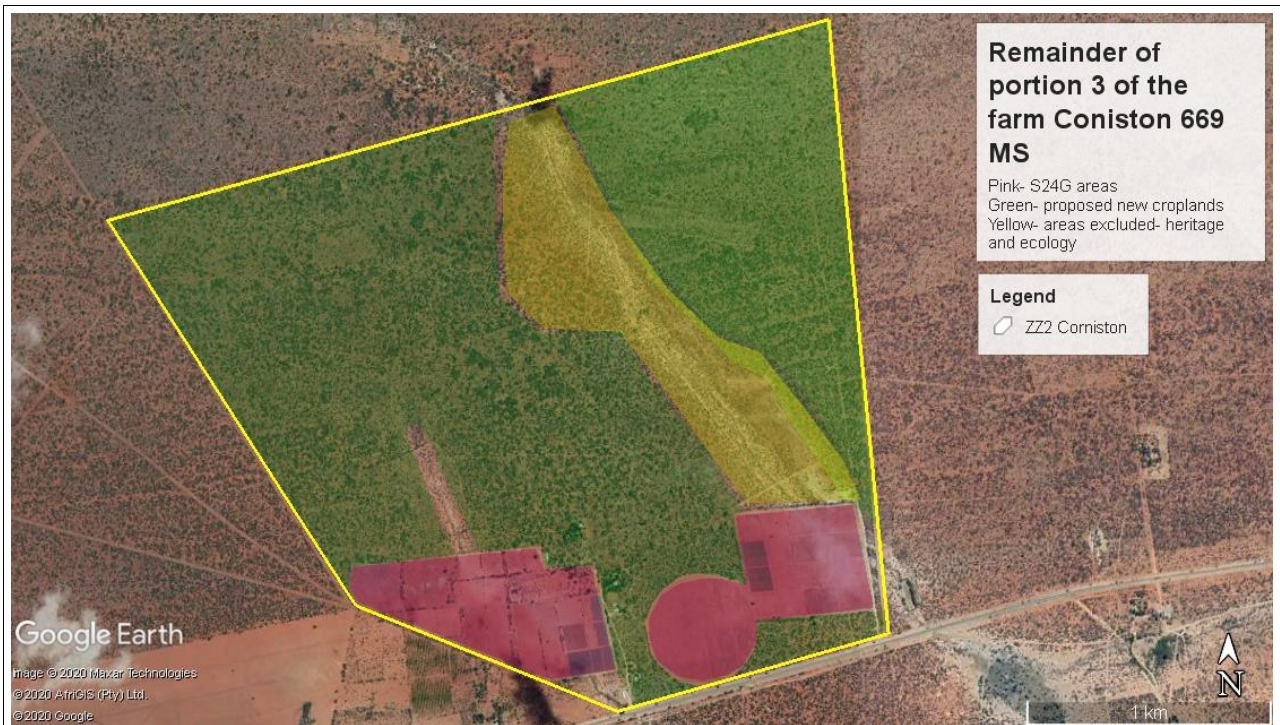 Remainder of
portion 3 of the
farm Coniston 669
MS
Pink- S24G areas
Green- proposed new croplands
Yellow- areas excluded- heritage
and ecology
Legend
ZZ2 Corniston
Google Earth
Image © 2020 Maxar Technologies
© 2020 AfriGIS (Pty) Ltd.
© 2020 Google
N
1 km